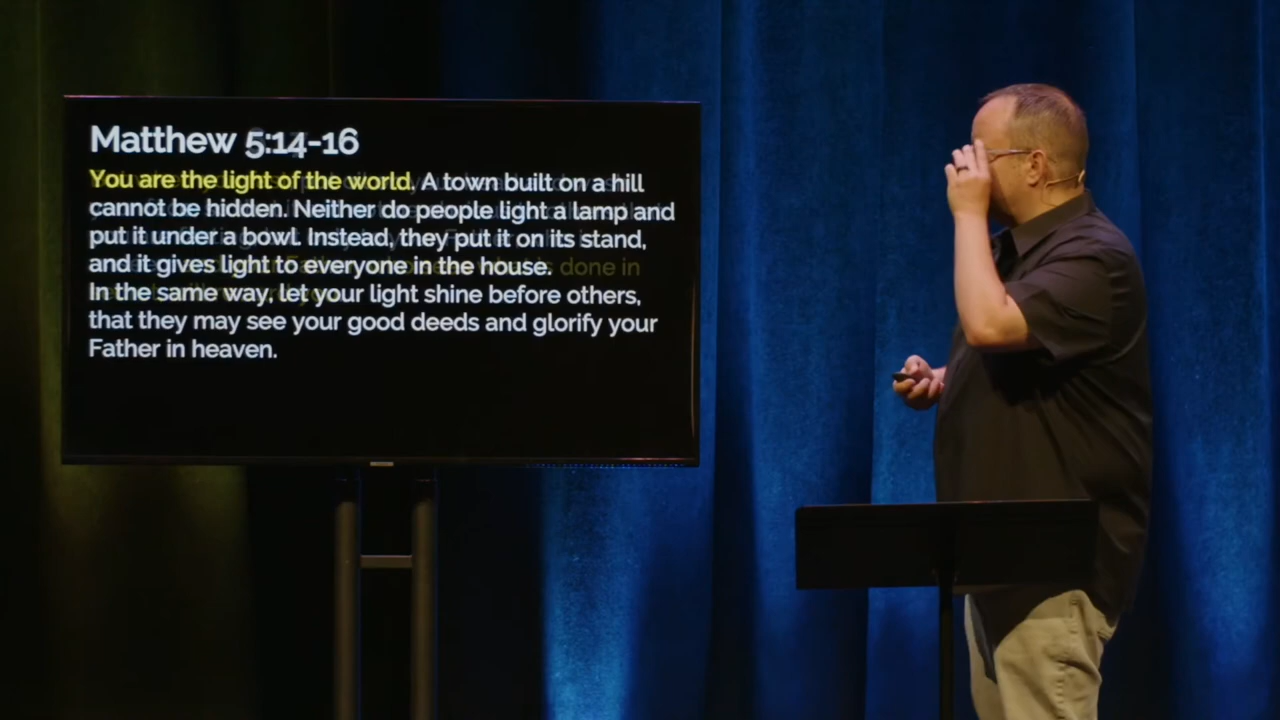 Matthew 5:14-16
You are the light of the world. A town built on a hill
cannot be hidden. Neither do people light a lamp and
put it under a bowl. Instead, they put it on its stand,
and it gives light to everyone in the house.
In the same way, let your light shine before others,
that they may see your good deeds and glorify your
Father in heaven.
done in